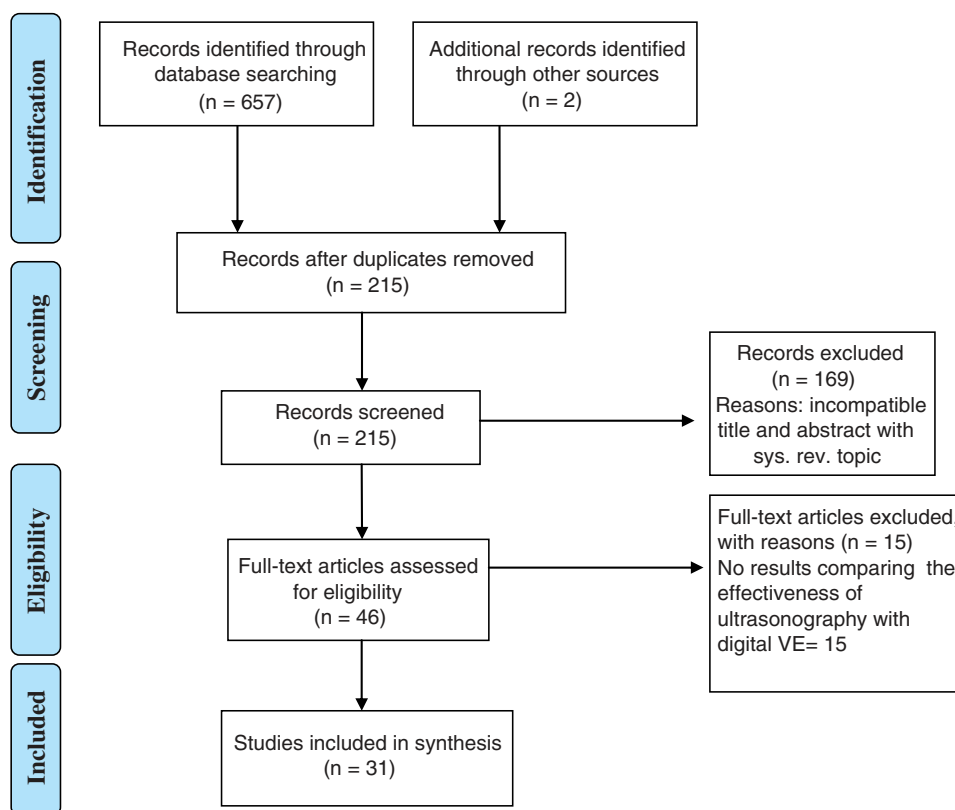 Identification
Records identified through
database searching
(n = 657)
Additional records identified
through other sources
(n = 2)
Records after duplicates removed
(n = 215)
Screening
Records screened
(n = 215)
Records excluded
(n = 169)
Reasons: incompatible
title and abstract with
sys. rev. topic
Eligibility
Full-text articles assessed
for eligibility
(n = 46)
Full-text articles excluded,
with reasons (n = 15)
No results comparing the
effectiveness of
ultrasonography with
digital VE= 15
Included
Studies included in synthesis
(n = 31)